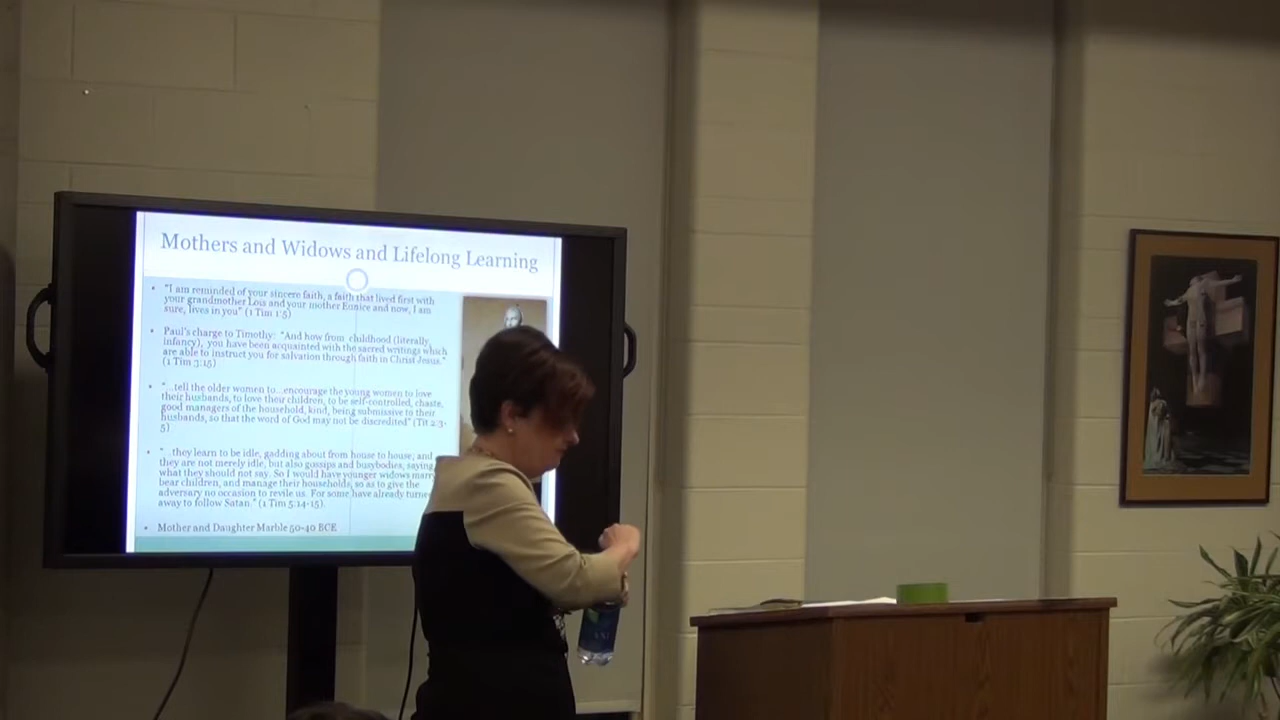 Mothers and Widows and Lifelong Learning
• "I am reminded of your sincere faith, a faith that lived first with
your grandmother Lois and your mother Eunice and now, I am
sure, lives in you" (1 Tim 1:5)
• Paul's charge to Timothy: "And how from childhood (literally,
infancy), you have been acquainted with the sacred writings which
are able to instruct you for salvation through faith in Christ Jesus."
(1 Tim 3:15)
• "...tell the older women to...encourage the young women to love
their husbands, to love their children, to be self-controlled, chaste,
good managers of the household, kind, being submissive to their
husbands, so that the word of God may not be discredited" (Tit 2:3-
5)
• "...they learn to be idle, gadding about from house to house; and
they are not merely idle, but also gossips and busybodies, saying
what they should not say. So I would have younger widows marry,
bear children, and manage their households, so as to give the
adversary no occasion to revile us. For some have already turned
away to follow Satan." (1 Tim 5:14-15).
• Mother and Daughter Marble 50-40 BCE